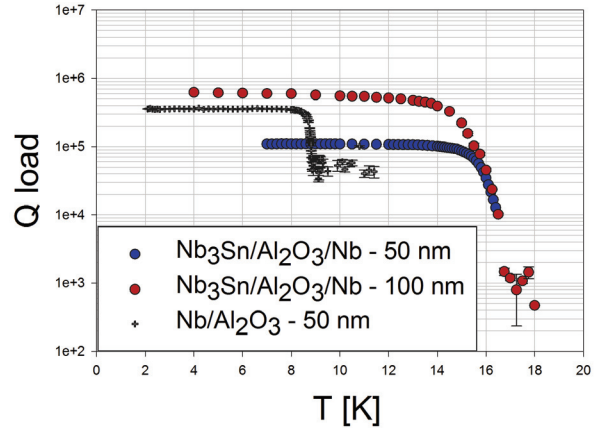 1e+7
1e+6
1e+5
1e+4
1e+3
1e+2
Q load
Nb₃Sn/Al₂O₃/Nb - 50 nm
Nb₃Sn/Al₂O₃/Nb - 100 nm
Nb/Al₂O₃ - 50 nm
0 2 4 6 8 10 12 14 16 18 20
T [K]